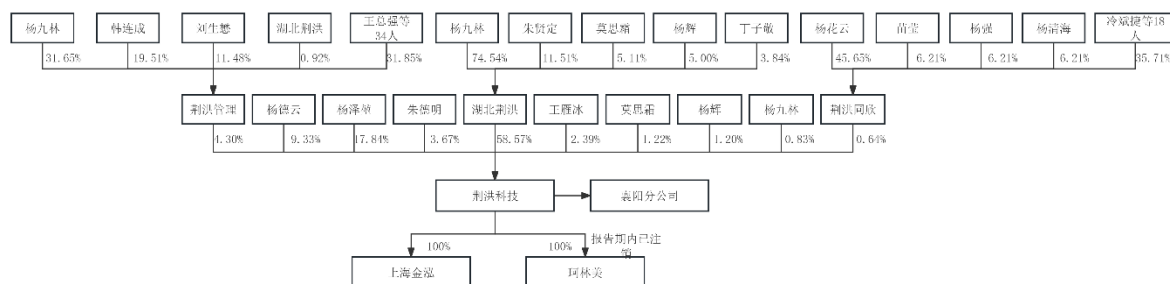 杨九林
韩连成
刘生懋
湖北荆洪
王总强等
34人
杨九林
朱贤定
莫思霜
杨辉
丁子敬
杨花云
苗莹
杨强
杨清海
冷斌捷等18
人
31.65%
19.51%
11.48%
0.92%
31.85%
74.54%
11.51%
5.11%
5.00%
3.84%
45.65%
6.21%
6.21%
6.21%
35.71%
荆洪管理
杨德云
杨泽堃
朱德明
湖北荆洪
王雁冰
莫思霜
杨辉
杨九林
荆洪同欣
4.30%
9.33%
17.84%
3.67%
58.57%
2.39%
1.22%
1.20%
0.83%
0.64%
荆洪科技
襄阳分公司
100%
100%
报告期内已注
销
上海金泓
珂林美